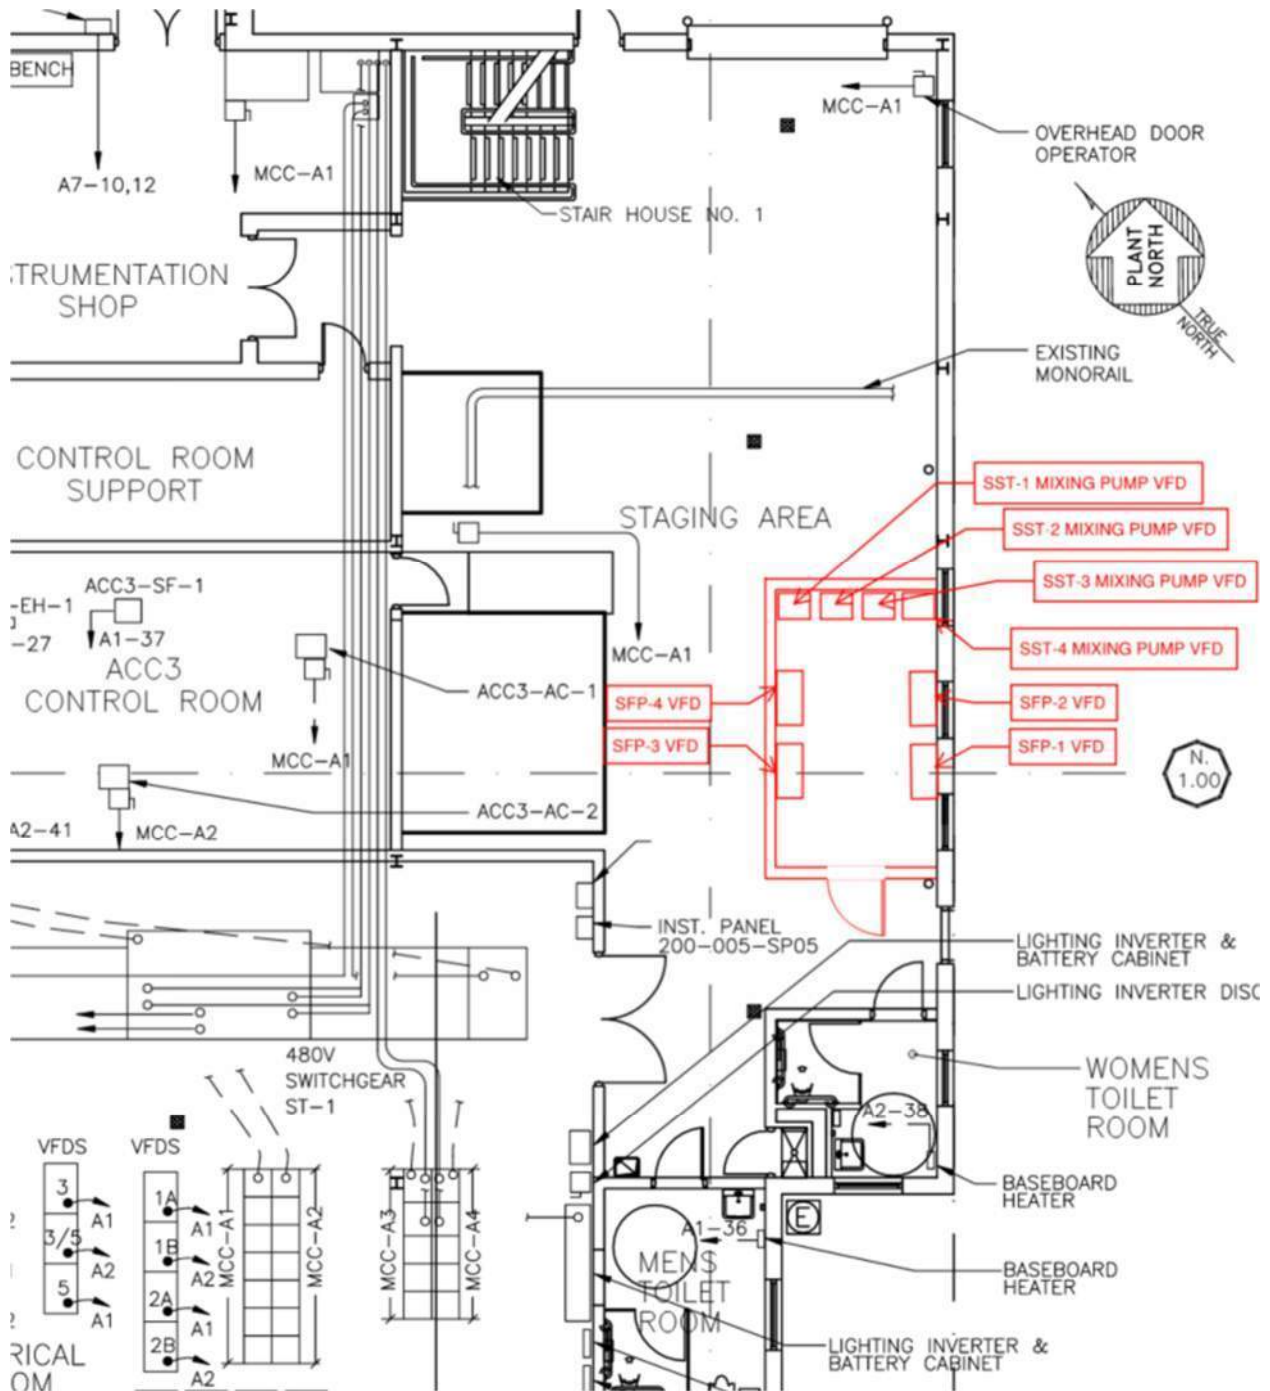 BENCH
MCC-A1
OVERHEAD DOOR
OPERATOR
A7-10,12
MCC-A1
STAIR HOUSE NO. 1
PLANT
NORTH
TRUE
NORTH
STRUMENTATION
SHOP
EXISTING
MONORAIL
CONTROL ROOM
SUPPORT
STAGING AREA
SST-1 MIXING PUMP VFD
SST-2 MIXING PUMP VFD
SST-3 MIXING PUMP VFD
SST-4 MIXING PUMP VFD
ACC3-SF-1
-EH-1
-27
A1-37
ACC3
CONTROL ROOM
MCC-A1
ACC3-AC-1
SFP-4 VFD
SFP-2 VFD
SFP-3 VFD
SFP-1 VFD
MCC-A1
N.
1.00
ACC3-AC-2
A2-41
MCC-A2
INST. PANEL
200-005-SP05
LIGHTING INVERTER &
BATTERY CABINET
LIGHTING INVERTER DISC
480V
SWITCHGEAR
ST-1
WOMENS
TOILET
ROOM
A2-38
VFDS
VFDS
BASEBOARD
HEATER
3
A1
3/5
A2
5
A1
1A
A1
1B
A2
2A
A1
2B
A2
MCC-A1
MCC-A2
MCC-A3
MCC-A4
A1-36
E
MENS
TOILET
ROOM
BASEBOARD
HEATER
LIGHTING INVERTER &
BATTERY CABINET
RICAL
OM